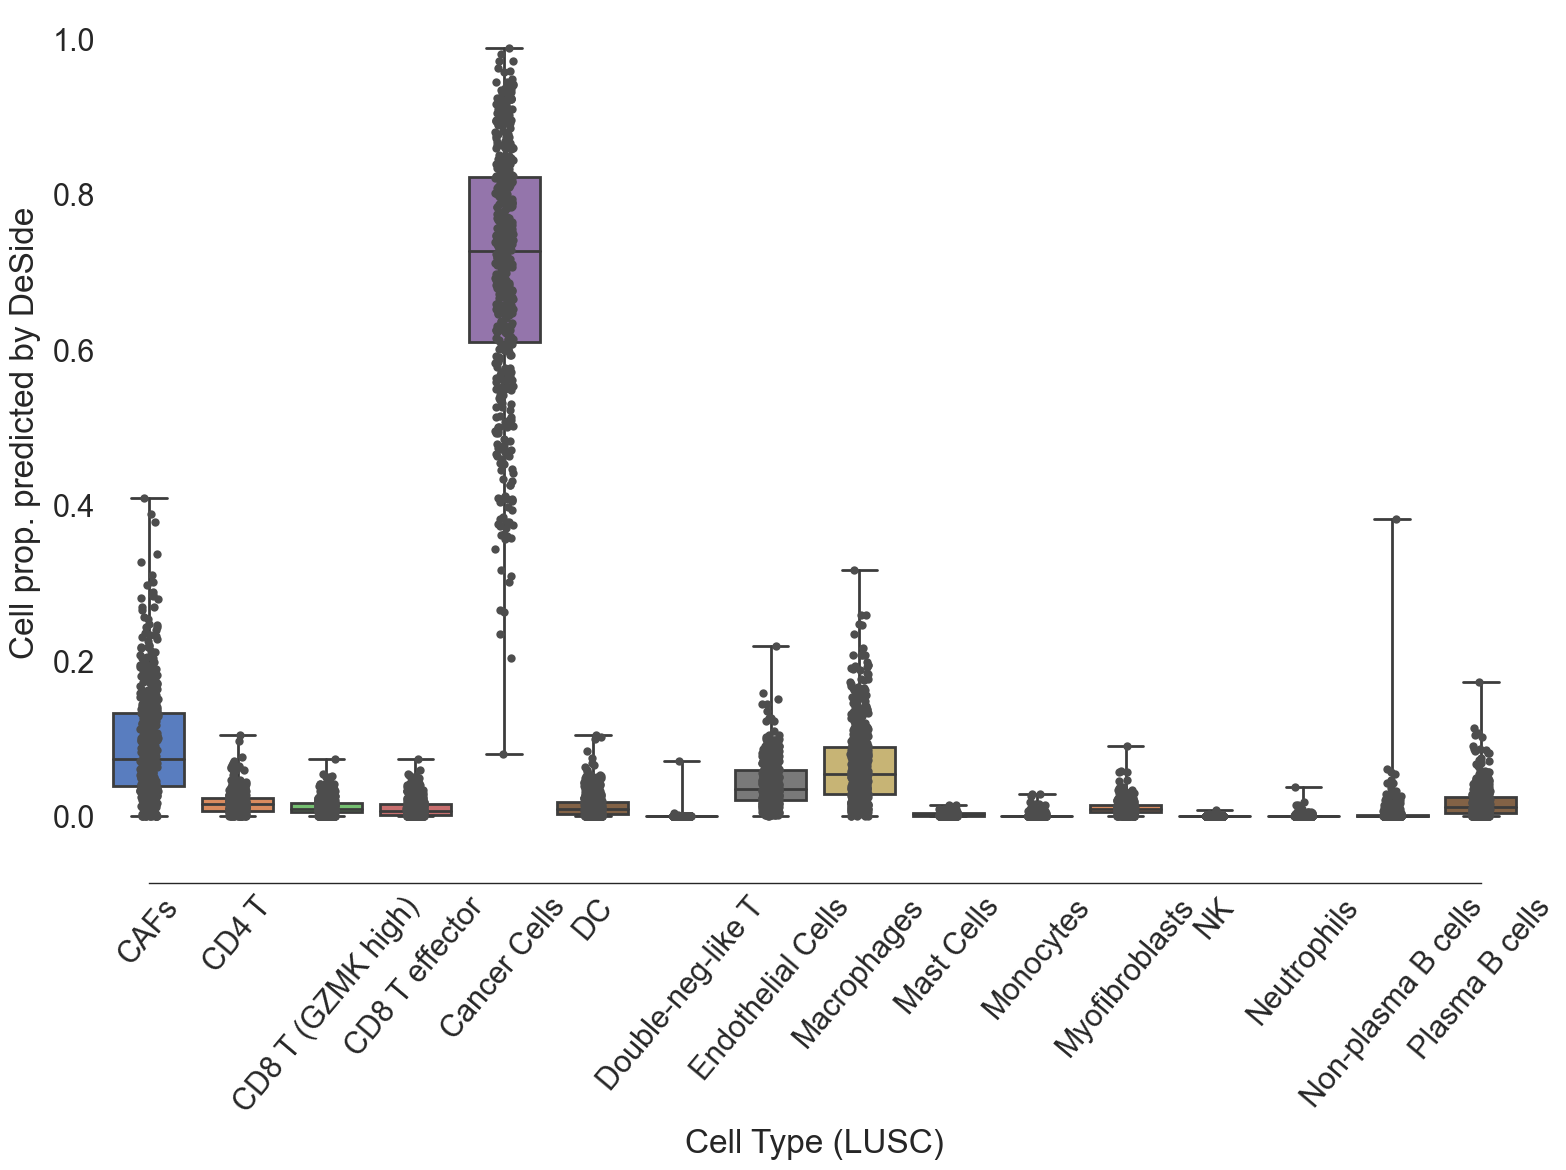 Cell prop. predicted by DeSide
1.0
0.8
0.6
0.4
0.2
0.0
CAFs
CD4 T
CD8 T (GZMK high)
CD8 T effector
Cancer Cells
DC
Double-neg-like T
Endothelial Cells
Macrophages
Mast Cells
Monocytes
Myofibroblasts
NK
Neutrophils
Non-plasma B cells
Plasma B cells
Cell Type (LUSC)